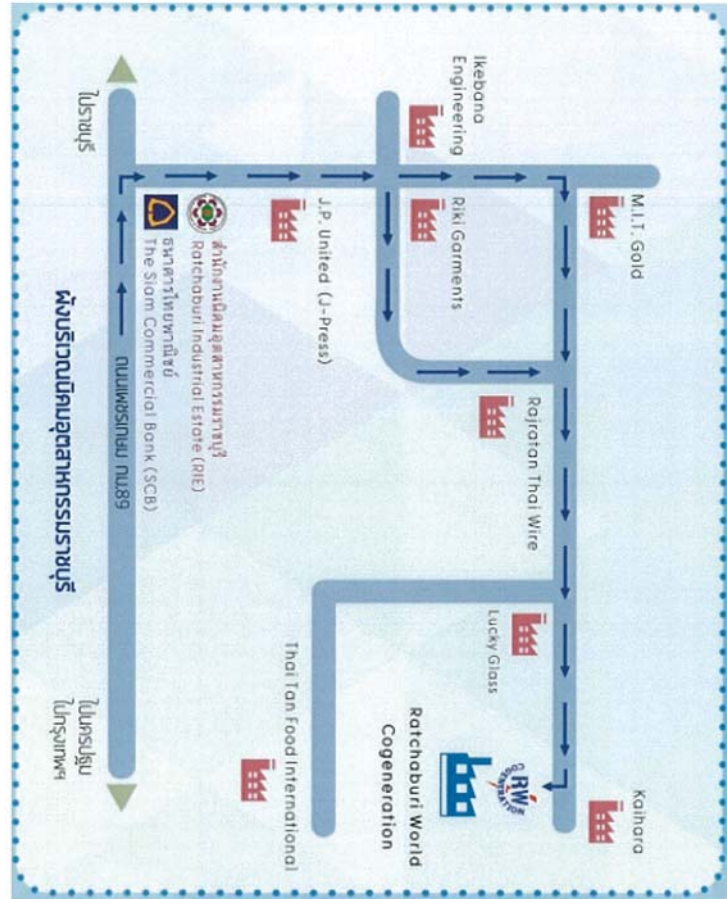 M.I.T. Gold
Kaihara
Ikebana
Engineering
Riki Garments
Rajratan Thai Wire
Lucky Glass
RW
COGENERATION
Ratchaburi World
Cogeneration
J.P. United (J-Press)
Thai Tan Food International
สำนักงานนิคมอุตสาหกรรมราชบุรี
Ratchaburi Industrial Estate (RIE)
ธนาคารไทยพาณิชย์
The Siam Commercial Bank (SCB)
ไปราชบุรี
ถนนเพชรเกษม กม.89
ไปนครปฐม
ไปกรุงเทพฯ
ผังบริเวณนิคมอุตสาหกรรมราชบุรี